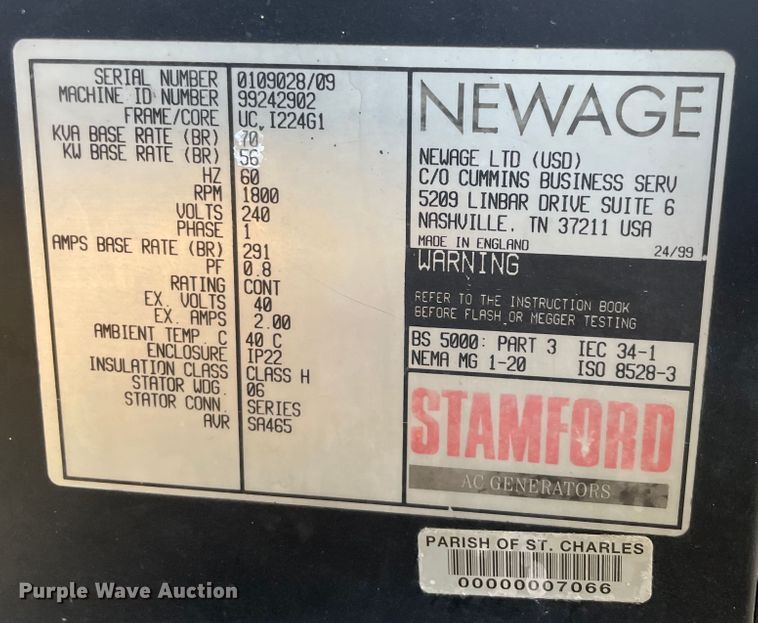 SERIAL NUMBER 0109028/09
MACHINE ID NUMBER 99242902
FRAME/CORE UC,I224G1
KVA BASE RATE (BR) 70
KW BASE RATE (BR) 56
HZ 60
RPM 1800
VOLTS 240
PHASE 1
AMPS BASE RATE (BR) 291
PF 0.8
RATING CONT
EX. VOLTS 40
EX. AMPS 2.00
AMBIENT TEMP. C 40 C
ENCLOSURE IP22
INSULATION CLASS CLASS H
STATOR WDG. 06
STATOR CONN. SERIES
AVR SA465
NEWAGE
NEWAGE LTD (USD)
C/O CUMMINS BUSINESS SERV
5209 LINBAR DRIVE SUITE 6
NASHVILLE. TN 37211 USA
MADE IN ENGLAND 24/99
WARNING
REFER TO THE INSTRUCTION BOOK
BEFORE FLASH OR MEGGER TESTING
BS 5000: PART 3 IEC 34-1
NEMA MG 1-20 ISO 8528-3
STAMFORD
AC GENERATORS
PARISH OF ST. CHARLES
00000007066
Purple Wave Auction